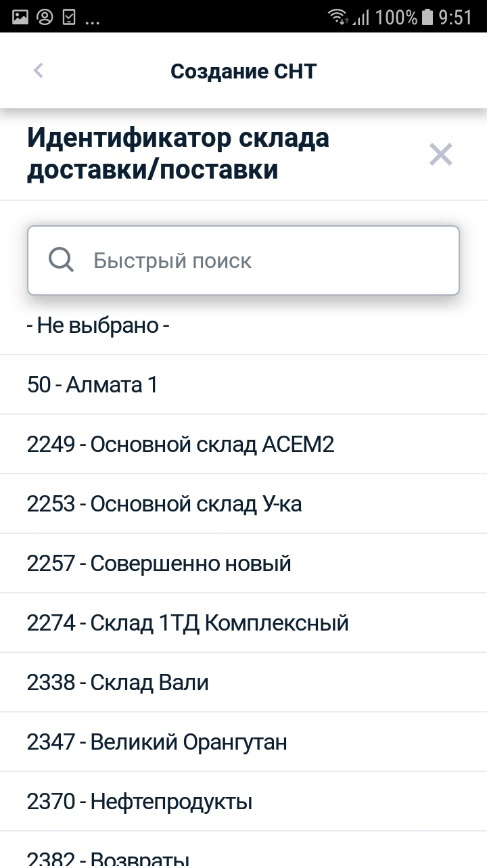 ... 100% 9:51
Создание СНТ
Идентификатор склада
доставки/поставки
Быстрый поиск
- Не выбрано -
50 - Алмата 1
2249 - Основной склад АСЕМ2
2253 - Основной склад У-ка
2257 - Совершенно новый
2274 - Склад 1ТД Комплексный
2338 - Склад Вали
2347 - Великий Орангутан
2370 - Нефтепродукты
2382 - Возвраты